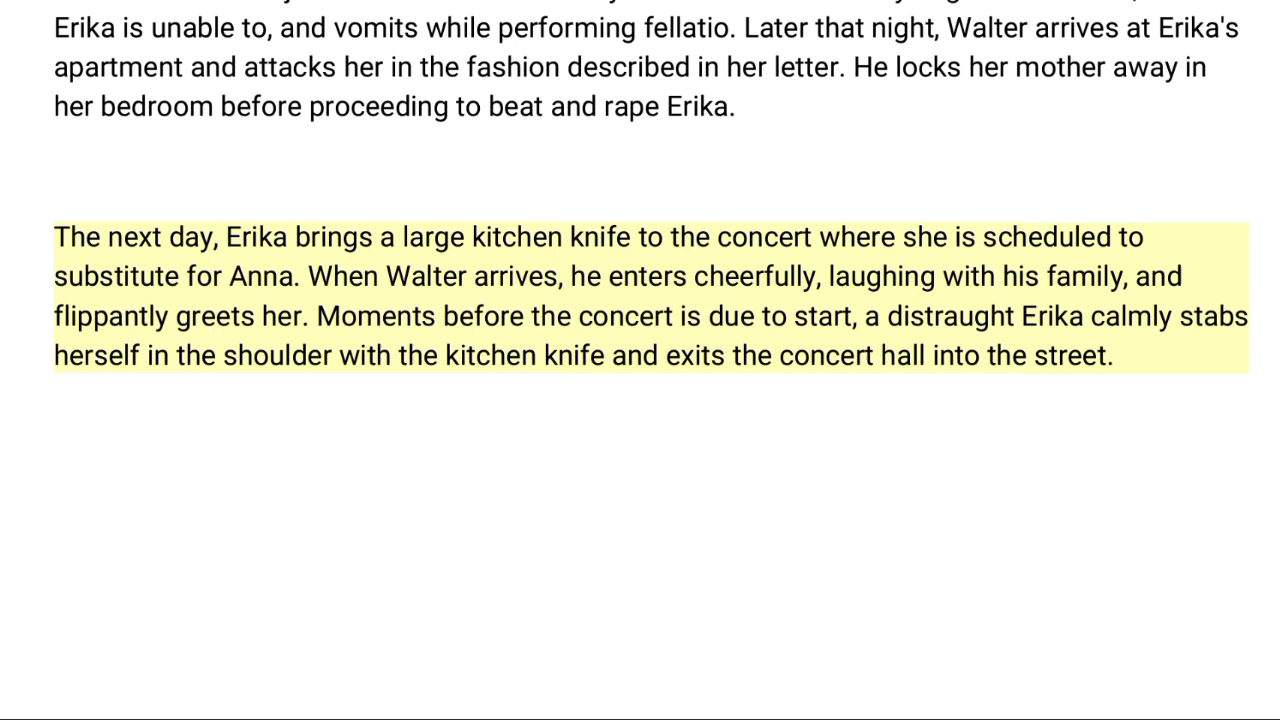 Erika is unable to, and vomits while performing fellatio. Later that night, Walter arrives at Erika's
apartment and attacks her in the fashion described in her letter. He locks her mother away in
her bedroom before proceeding to beat and rape Erika.
The next day, Erika brings a large kitchen knife to the concert where she is scheduled to
substitute for Anna. When Walter arrives, he enters cheerfully, laughing with his family, and
flippantly greets her. Moments before the concert is due to start, a distraught Erika calmly stabs
herself in the shoulder with the kitchen knife and exits the concert hall into the street.